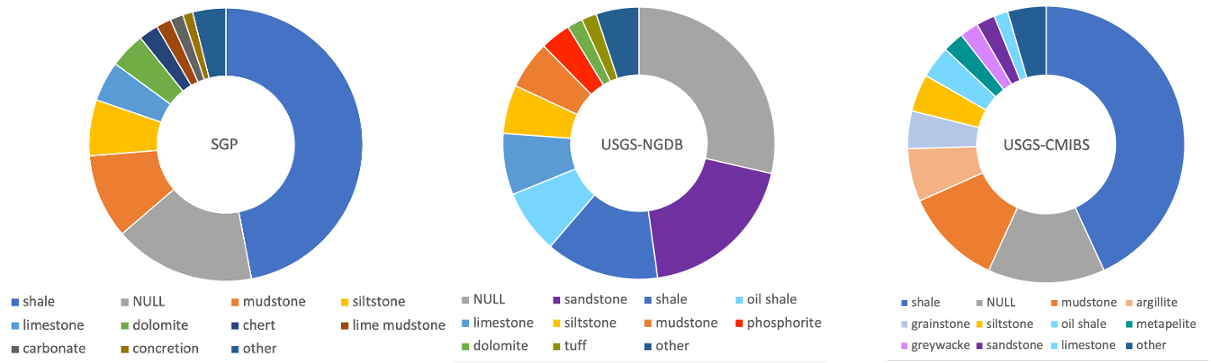 SGP
shale NULL mudstone siltstone
limestone dolomite chert lime mudstone
carbonate concretion other
USGS-NGDB
NULL sandstone shale oil shale
limestone siltstone mudstone phosphorite
dolomite tuff other
USGS-CMIBS
shale NULL mudstone argillite
grainstone siltstone oil shale metapelite
greywacke sandstone limestone other